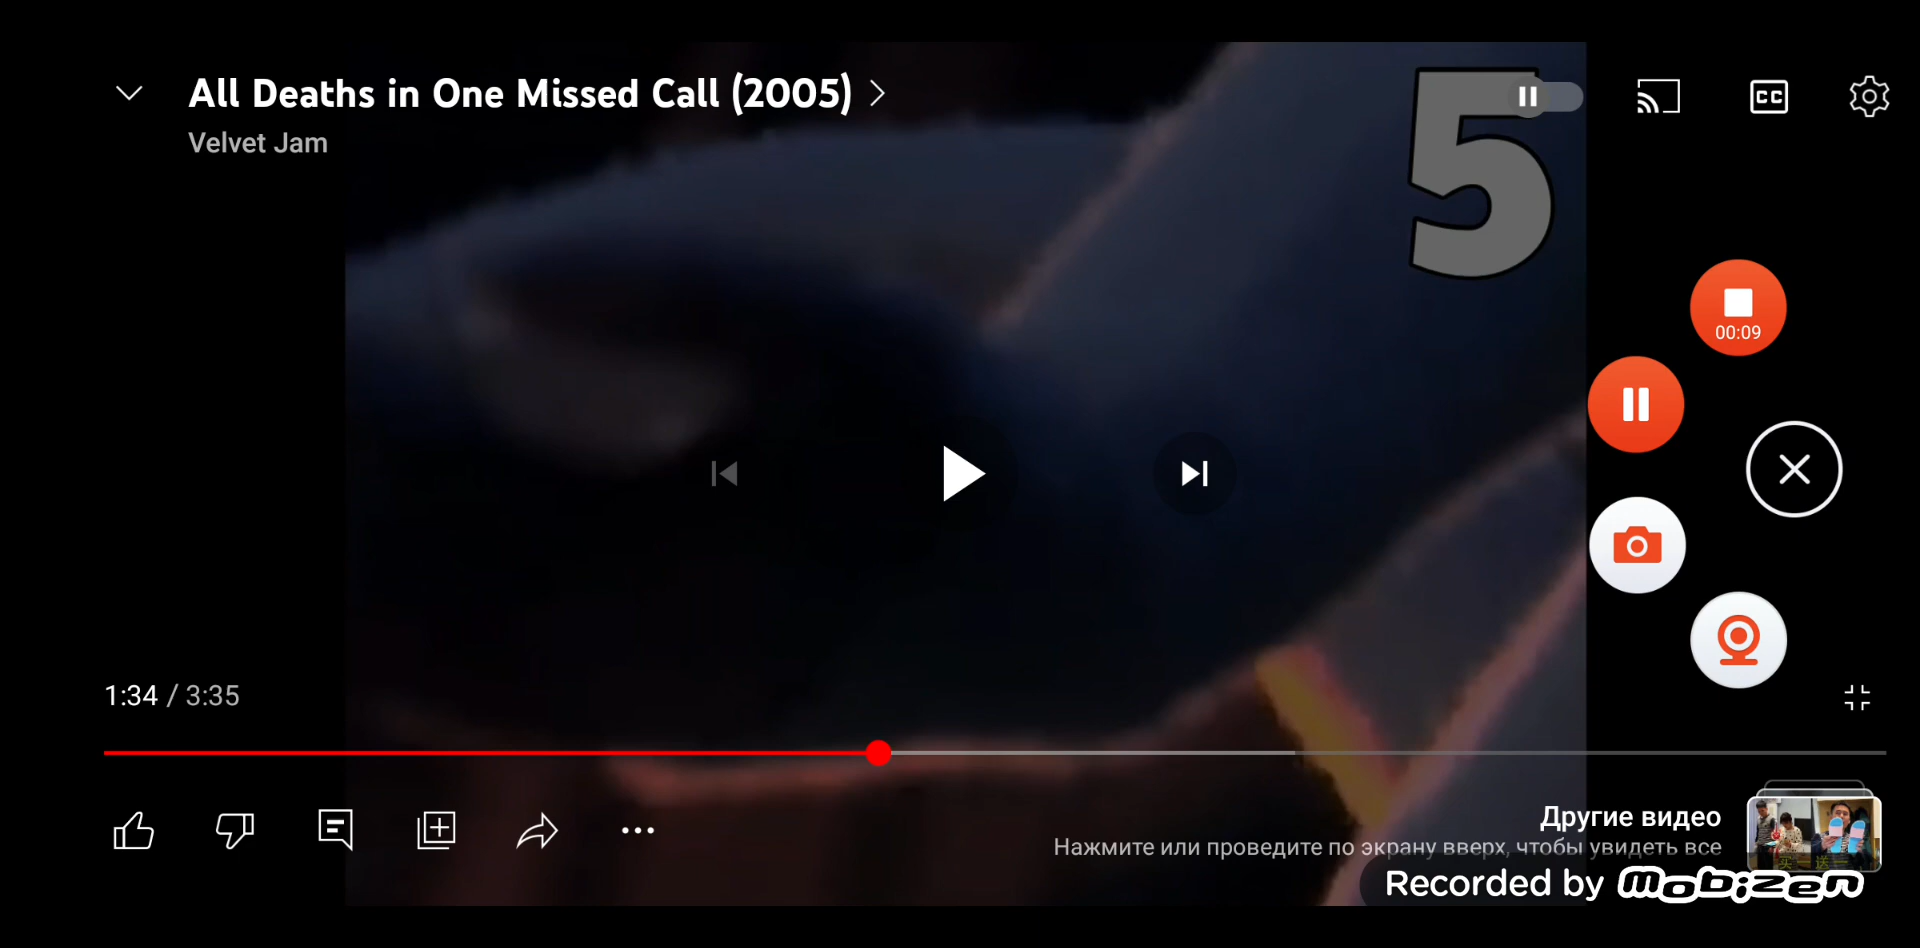 All Deaths in One Missed Call (2005)
Velvet Jam
CC
5
00:09
1:34 / 3:35
Другие видео
Нажмите или проведите по экрану вверх, чтобы увидеть все
Recorded by mobizen